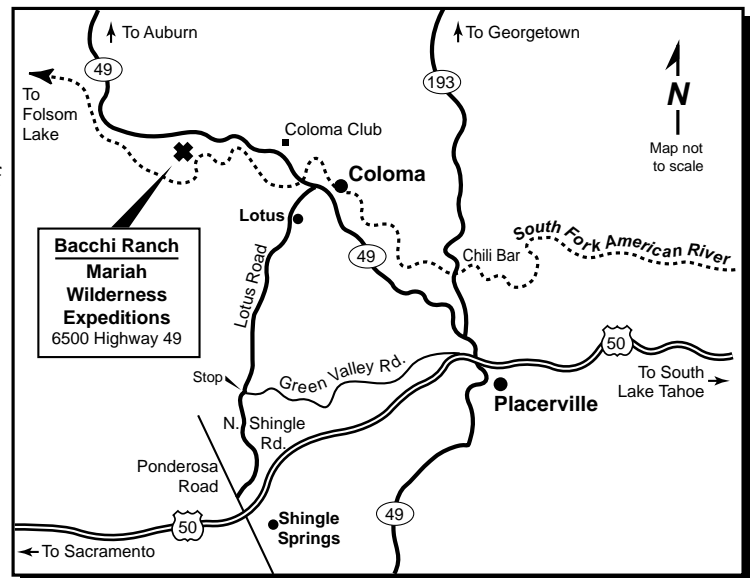 To Auburn
To Georgetown
49
193
To
Folsom
Lake
N
Map not
to scale
Coloma Club
Coloma
Lotus
Bacchi Ranch
Mariah
Wilderness
Expeditions
6500 Highway 49
Lotus Road
49
Chili Bar
South Fork American River
50
To South
Lake Tahoe
Stop
Green Valley Rd.
Placerville
N. Shingle
Rd.
Ponderosa
Road
50
Shingle
Springs
49
To Sacramento